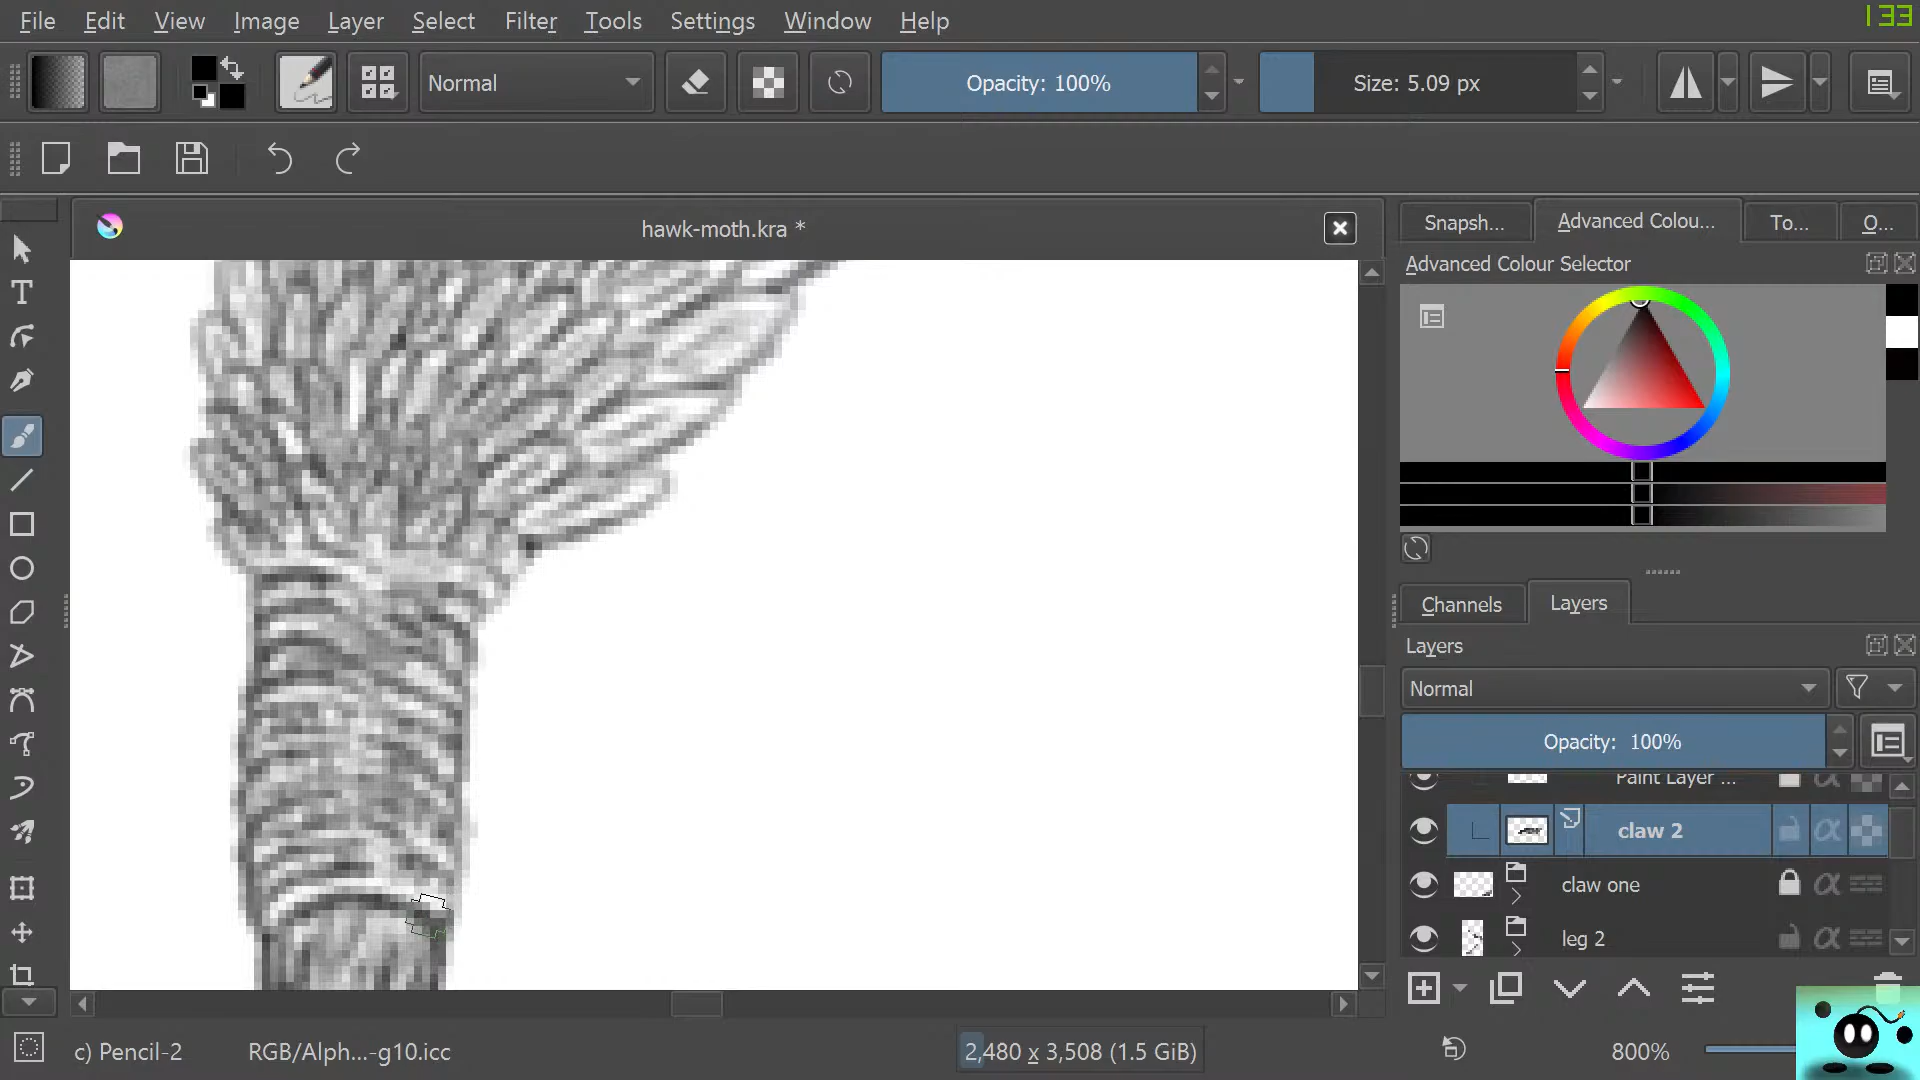 File Edit View Image Layer Select Filter Tools Settings Window Help
133
Normal
Opacity: 100%
Size: 5.09 px
hawk-moth.kra *
Snapsh... Advanced Colou... To... O...
Advanced Colour Selector
Channels Layers
Layers
Normal
Opacity: 100%
Paint Layer ...
claw 2
claw one
leg 2
c) Pencil-2 RGB/Alph...-g10.icc 2,480 x 3,508 (1.5 GiB) 800%